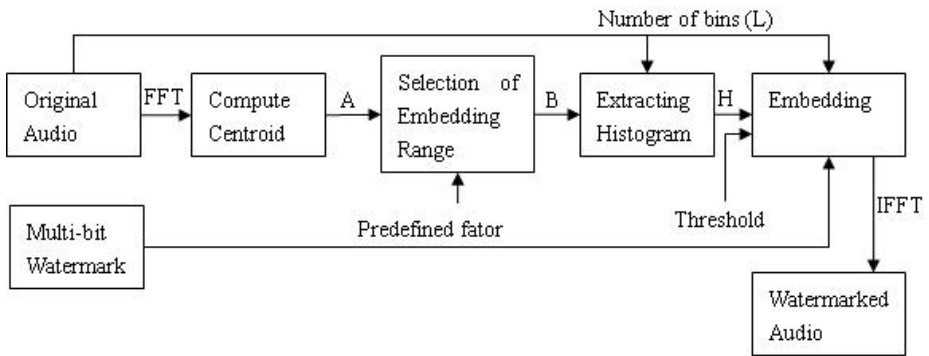 Number of bins (L)
Original
Audio
FFT
Compute
Centroid
A
Selection of
Embedding
Range
B
Extracting
Histogram
H
Embedding
Predefined fator
Threshold
IFFT
Multi-bit
Watermark
Watermarked
Audio